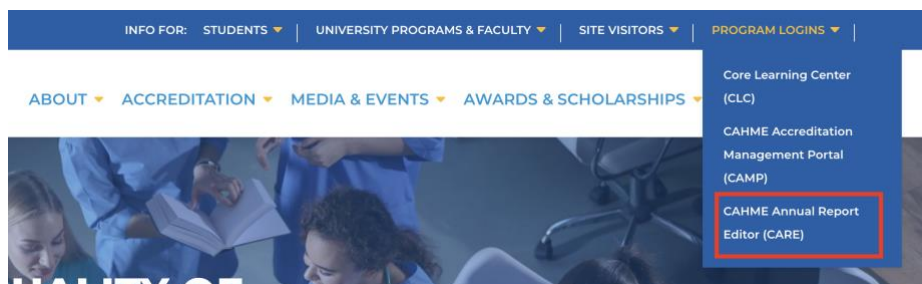 INFO FOR: STUDENTS UNIVERSITY PROGRAMS & FACULTY SITE VISITORS PROGRAM LOGINS
ABOUT ACCREDITATION MEDIA & EVENTS AWARDS & SCHOLARSHIPS
Core Learning Center
(CLC)
CAHME Accreditation
Management Portal
(CAMP)
CAHME Annual Report
Editor (CARE)